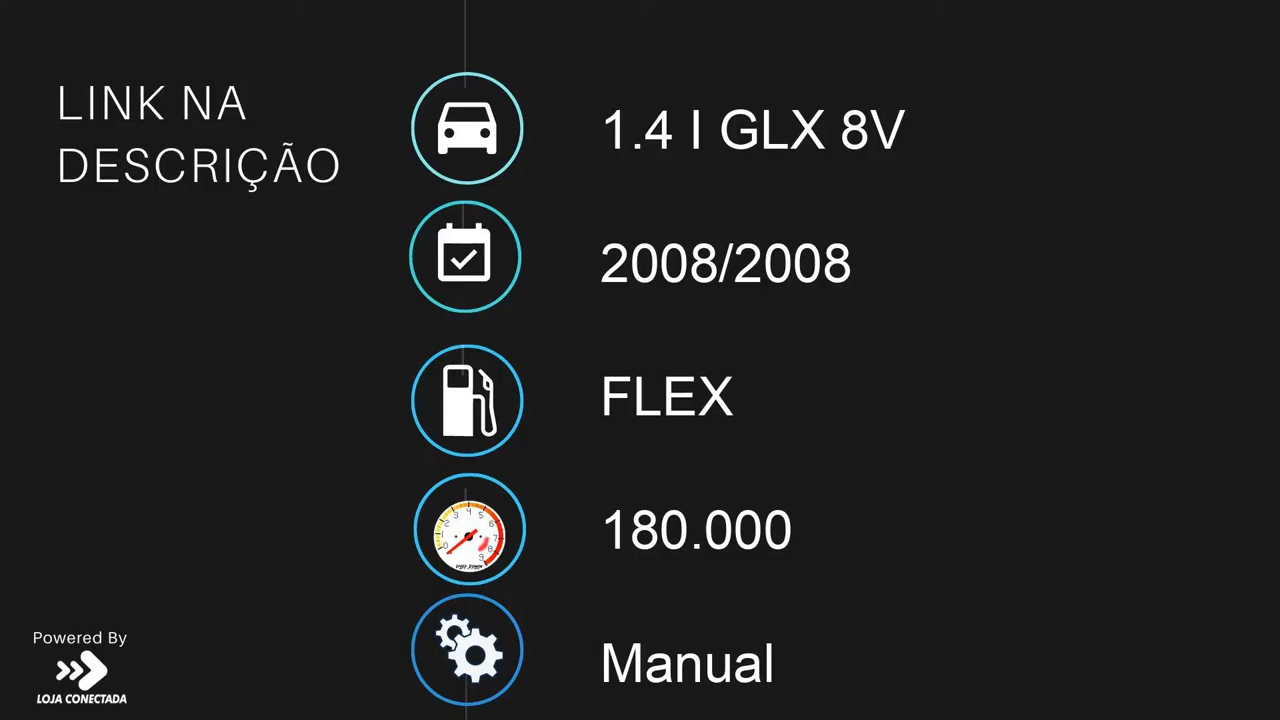 LINK NA
DESCRIÇÃO
1.4 I GLX 8V
2008/2008
FLEX
180.000
Manual
Powered By
LOJA CONECTADA